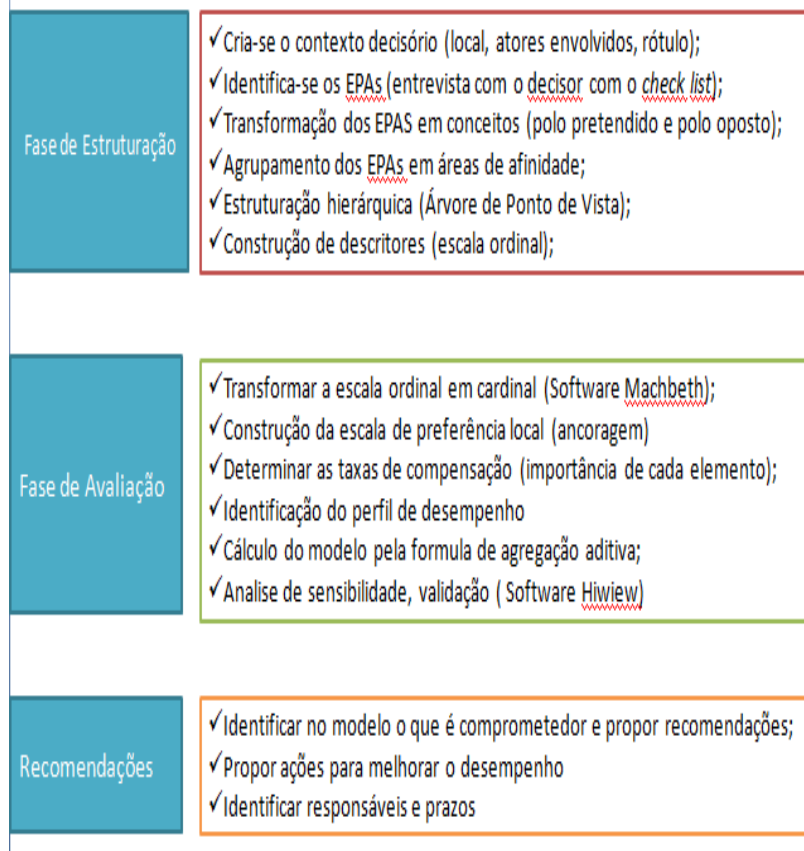 Fase de Estruturação
✓Cria-se o contexto decisório (local, atores envolvidos, rótulo);
✓Identifica-se os EPAs (entrevista com o decisor com o check list);
✓Transformação dos EPAS em conceitos (polo pretendido e polo oposto);
✓Agrupamento dos EPAs em áreas de afinidade;
✓Estruturação hierárquica (Árvore de Ponto de Vista);
✓Construção de descritores (escala ordinal);
Fase de Avaliação
✓Transformar a escala ordinal em cardinal (Software Machbeth);
✓Construção da escala de preferência local (ancoragem)
✓Determinar as taxas de compensação (importância de cada elemento);
✓Identificação do perfil de desempenho
✓Cálculo do modelo pela formula de agregação aditiva;
✓Analise de sensibilidade, validação ( Software Hiwiew)
Recomendações
✓Identificar no modelo o que é comprometedor e propor recomendações;
✓Propor ações para melhorar o desempenho
✓Identificar responsáveis e prazos